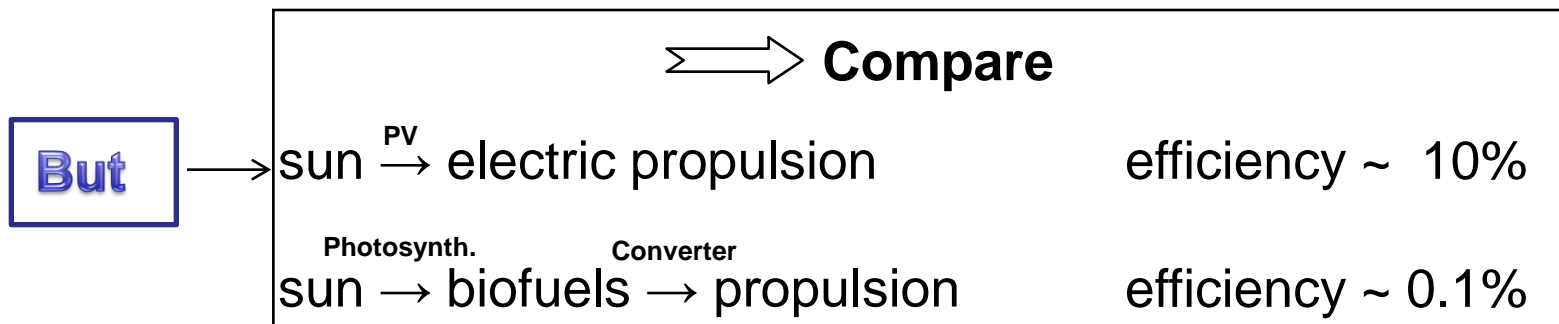 Compare
But
PV
sun → electric propulsion efficiency ~ 10%
Photosynth. Converter
sun → biofuels → propulsion efficiency ~ 0.1%